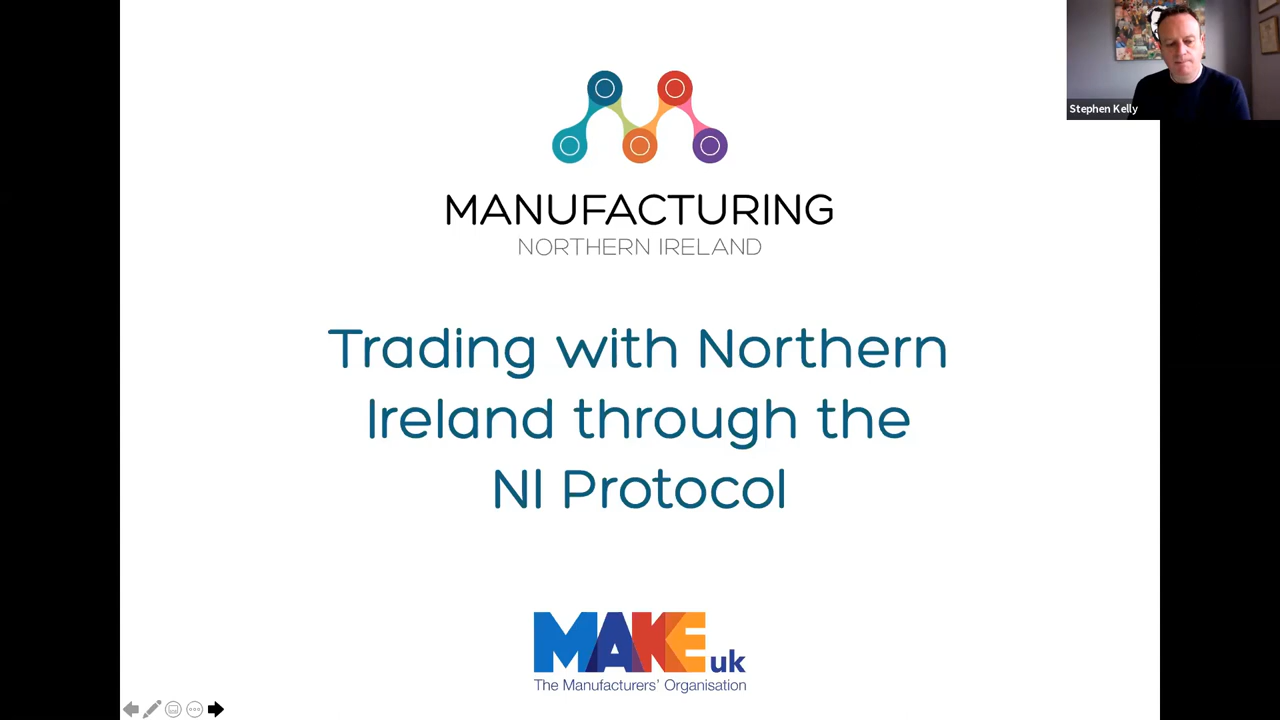 Stephen Kelly
MANUFACTURING
NORTHERN IRELAND
Trading with Northern
Ireland through the
NI Protocol
MAKE uk
The Manufacturers' Organisation